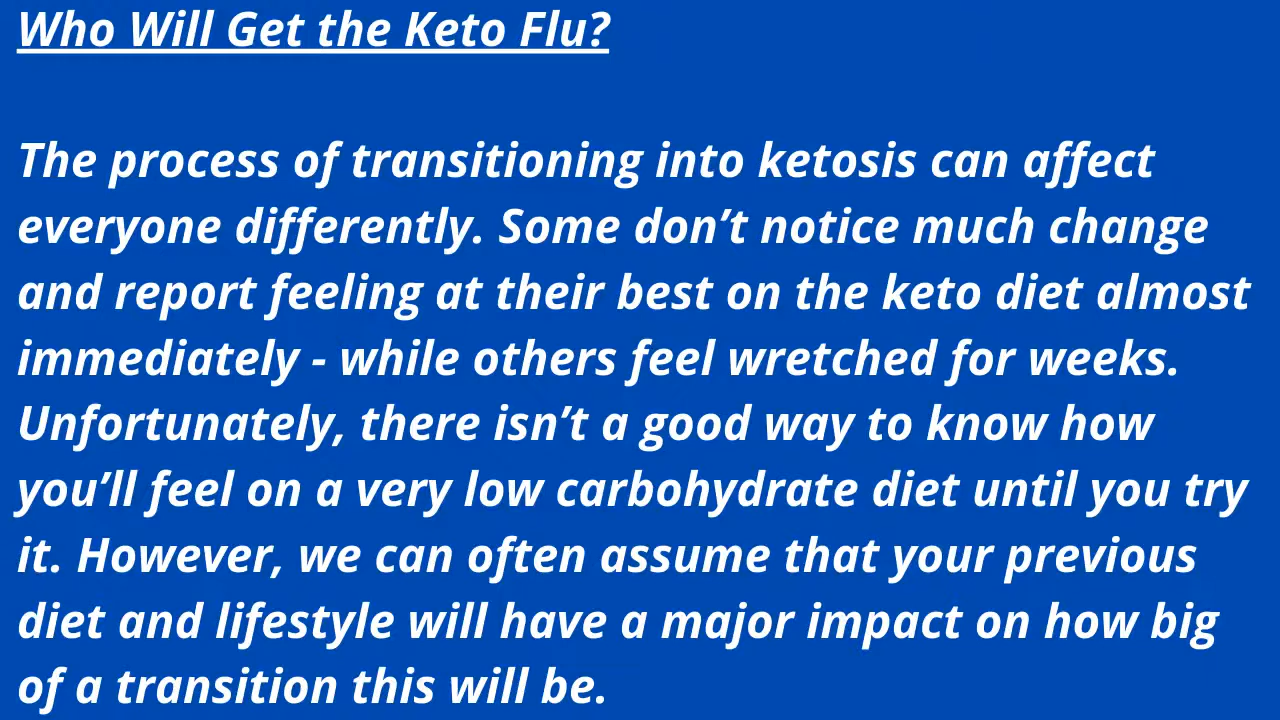 Who Will Get the Keto Flu?
The process of transitioning into ketosis can affect
everyone differently. Some don’t notice much change
and report feeling at their best on the keto diet almost
immediately - while others feel wretched for weeks.
Unfortunately, there isn’t a good way to know how
you’ll feel on a very low carbohydrate diet until you try
it. However, we can often assume that your previous
diet and lifestyle will have a major impact on how big
of a transition this will be.